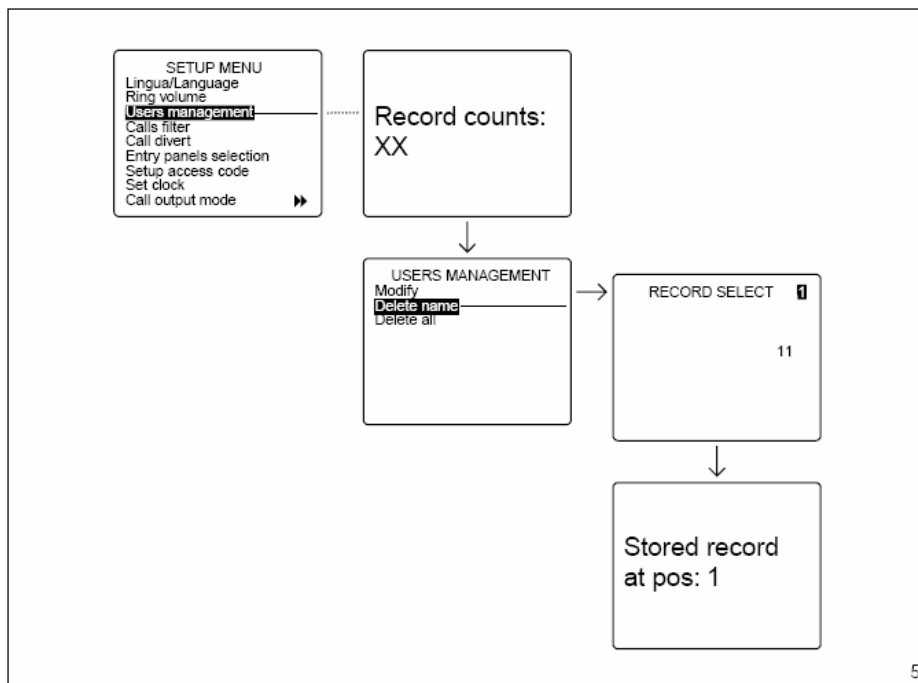 SETUP MENU
Lingua/Language
Ring volume
Users management
Calls filter
Call divert
Entry panels selection
Setup access code
Set clock
Call output mode
Record counts:
XX
USERS MANAGEMENT
Modify
Delete name
Delete all
RECORD SELECT 1
11
Stored record
at pos: 1
5